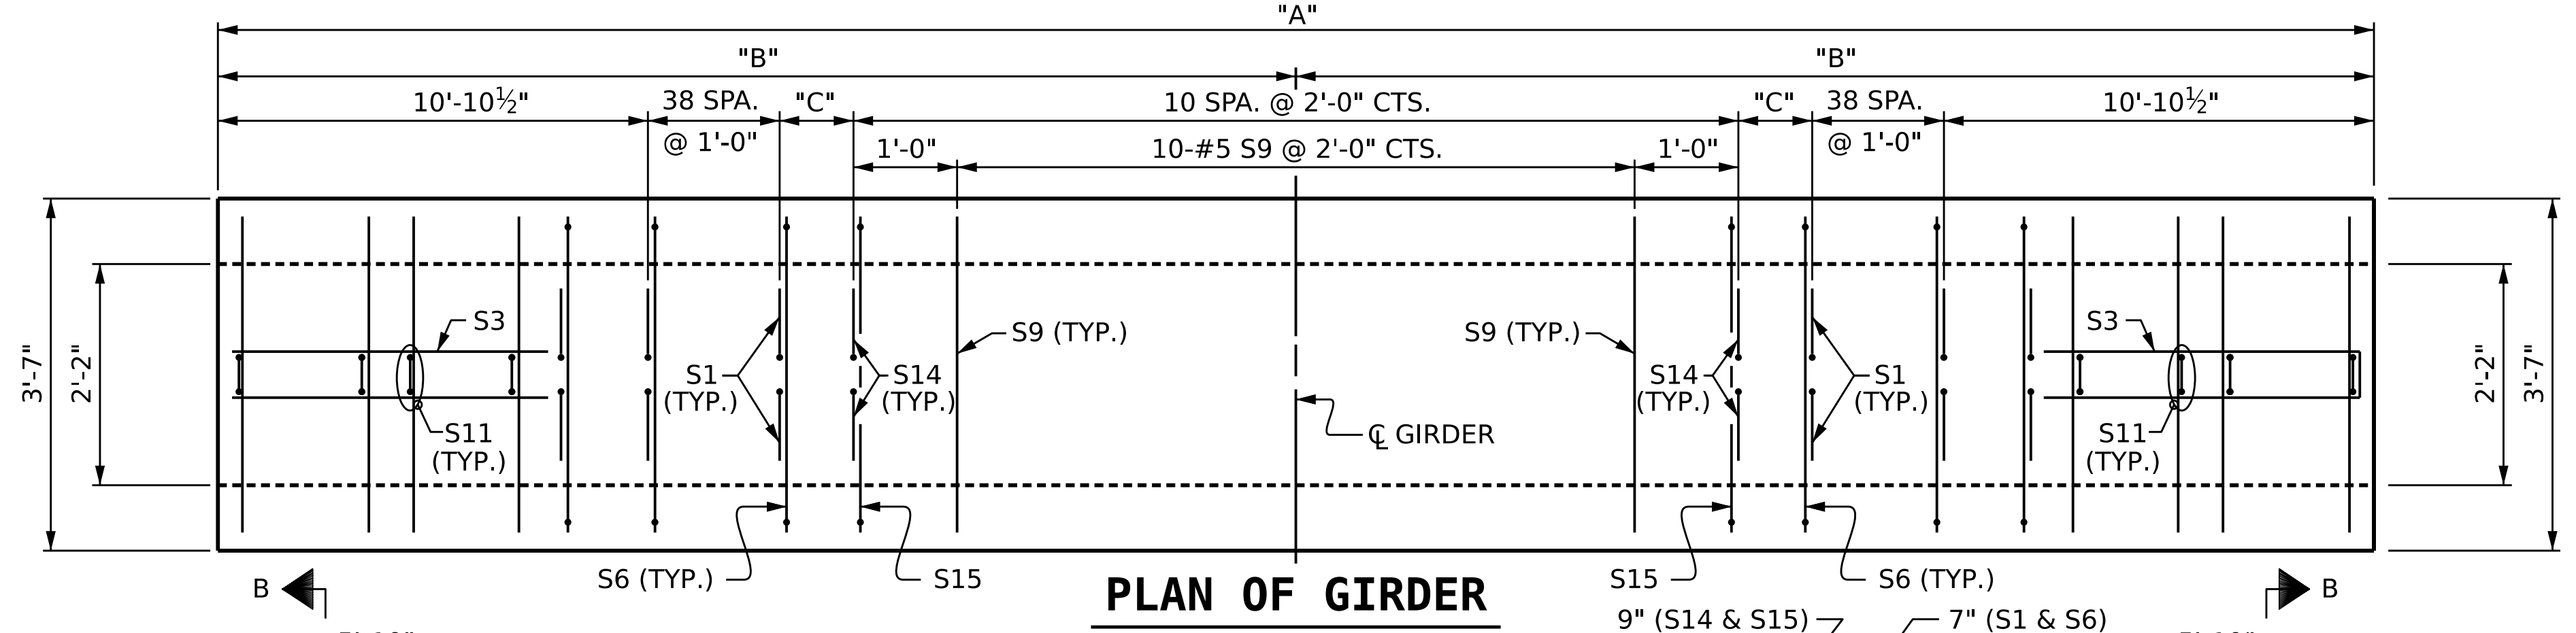 "A"
"B" "B"
10'-10½" 38 SPA. "C" 10 SPA. @ 2'-0" CTS. "C" 38 SPA. 10'-10½"
@ 1'-0" 1'-0" 10-#5 S9 @ 2'-0" CTS. 1'-0" @ 1'-0"
3'-7" 2'-2" S3 S9 (TYP.) S9 (TYP.) S3 2'-2" 3'-7"
S1 S14 S14 S1
(TYP.) (TYP.) (TYP.) (TYP.)
S11 ℄ GIRDER S11
(TYP.) (TYP.)
S6 (TYP.) S15 S15 S6 (TYP.)
B PLAN OF GIRDER B
9" (S14 & S15) 7" (S1 & S6)